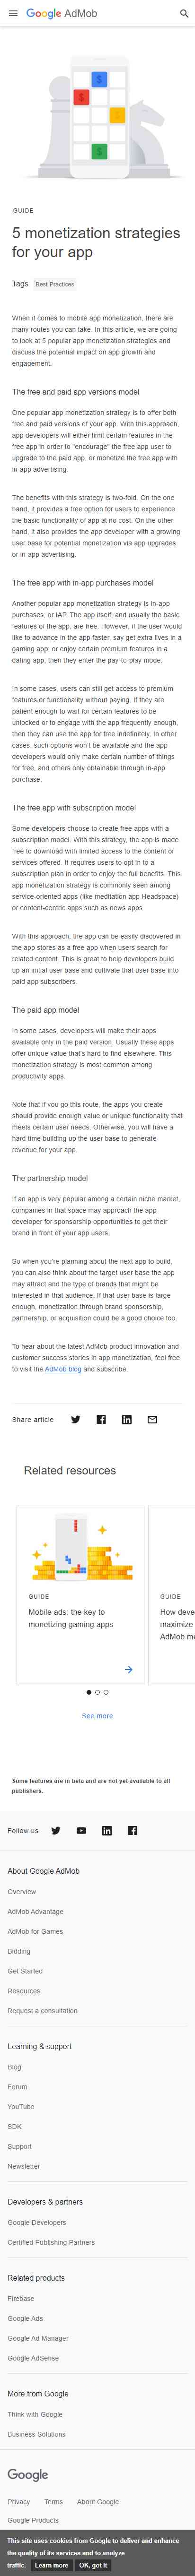 Google AdMob
GUIDE
5 monetization strategies
for your app
Tags Best Practices
When it comes to mobile app monetization, there are
many routes you can take. In this article, we are going
to look at 5 popular app monetization strategies and
discuss the potential impact on app growth and
engagement.
The free and paid app versions model
One popular app monetization strategy is to offer both
free and paid versions of your app. With this approach,
app developers will either limit certain features in the
free app in order to "encourage" the free app user to
upgrade to the paid app, or monetize the free app with
in-app advertising.
The benefits with this strategy is two-fold. On the one
hand, it provides a free option for users to experience
the basic functionality of app at no cost. On the other
hand, it also provides the app developer with a growing
user base for potential monetization via app upgrades
or in-app advertising.
The free app with in-app purchases model
Another popular app monetization strategy is in-app
purchases, or IAP. The app itself, and usually the basic
features of the app, are free. However, if the user would
like to advance in the app faster, say get extra lives in a
gaming app; or enjoy certain premium features in a
dating app, then they enter the pay-to-play mode.
In some cases, users can still get access to premium
features or functionality without paying. If they are
patient enough to wait for certain features to be
unlocked or to engage with the app frequently enough,
then they can use the app for free indefinitely. In other
cases, such options won't be available and the app
developers would only make certain number of things
for free, and others only obtainable through in-app
purchase.
The free app with subscription model
Some developers choose to create free apps with a
subscription model. With this strategy, the app is made
free to download with limited access to the content or
services offered. It requires users to opt in to a
subscription plan in order to enjoy the full benefits. This
app monetization strategy is common seen among
service-oriented apps (like meditation app Headspace)
or content-centric apps such as news apps.
With this approach, the app can be easily discovered in
the app stores as a free app when users search for
related content. This is great to help developers build
up an initial user base and cultivate that user base into
paid app subscribers.
The paid app model
In some cases, developers will make their apps
available only in the paid version. Usually these apps
offer unique value that's hard to find elsewhere. This
monetization strategy is most common among
productivity apps.
Note that if you go this route, the apps you create
should provide enough value or unique functionality that
meets certain user needs. Otherwise, you will have a
hard time building up the user base to generate
revenue for your app.
The partnership model
If an app is very popular among a certain niche market,
companies in that space may approach the app
developer for sponsorship opportunities to get their
brand in front of your app users.
So when you're planning the next app to build,
you can also think about the target user base the app
may attract and the type of brands that might be
interested in that audience. If that user base is large
enough, monetization through brand sponsorship,
partnership, or acquisition could be a good choice too.
To hear about the latest AdMob product innovation and
customer success stories in app monetization, feel free
to visit the AdMob blog and subscribe.
Share article
Related resources
GUIDE
Mobile ads: the key to
monetizing gaming apps
GUIDE
How deve
maximize
AdMob me
See more
Some features are in beta and are not yet available to all
publishers.
Follow us
About Google AdMob
Overview
AdMob Advantage
AdMob for Games
Bidding
Get Started
Resources
Request a consultation
Learning & support
Blog
Forum
YouTube
SDK
Support
Newsletter
Developers & partners
Google Developers
Certified Publishing Partners
Related products
Firebase
Google Ads
Google Ad Manager
Google AdSense
More from Google
Think with Google
Business Solutions
Google
Privacy Terms About Google
Google Products
This site uses cookies from Google to deliver and enhance
the quality of its services and to analyze
traffic. Learn more OK, got it